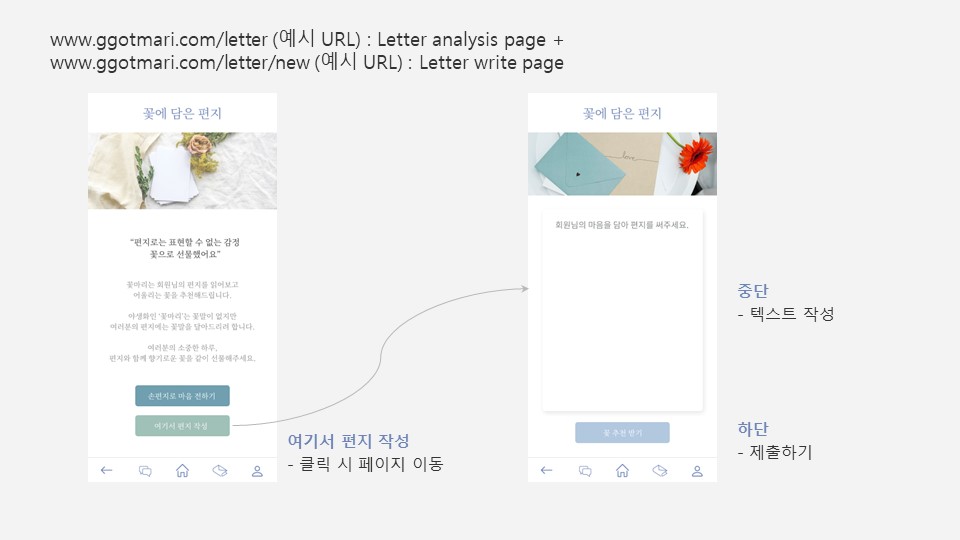 www.ggotmari.com/letter (예시 URL) : Letter analysis page +
www.ggotmari.com/letter/new (예시 URL) : Letter write page
꽃에 담은 편지
“편지로는 표현할 수 없는 감정
꽃으로 선물했어요”
꽃마리는 회원님의 편지를 읽어보고
어울리는 꽃을 추천해드립니다.
야생화인 '꽃마리'는 꽃말이 없지만
여러분의 편지에는 꽃말을 담아드리려 합니다.
여러분의 소중한 하루,
편지와 함께 향기로운 꽃을 같이 선물해주세요.
손편지로 마음 전하기
여기서 편지 작성
여기서 편지 작성
- 클릭 시 페이지 이동
꽃에 담은 편지
love
회원님의 마음을 담아 편지를 써주세요.
꽃 추천 받기
중단
- 텍스트 작성
하단
- 제출하기